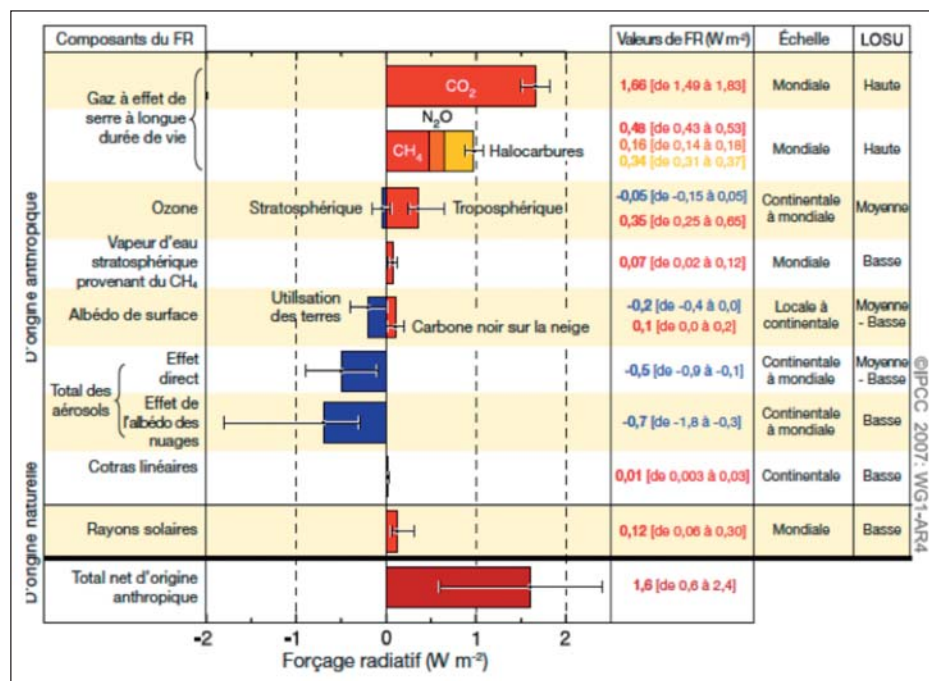 Composants du FR
Valeurs de FR (W m⁻²)
Échelle
LOSU
D'origine anthropique
Gaz à effet de
serre à longue
durée de vie
CO₂
1,66 [de 1,49 à 1,83]
Mondiale
Haute
N₂O
CH₄
Halocarbures
0,48 [de 0,43 à 0,53]
0,16 [de 0,14 à 0,18]
0,34 [de 0,31 à 0,37]
Mondiale
Haute
Ozone
Stratosphérique
Troposphérique
-0,05 [de -0,15 à 0,05]
0,35 [de 0,25 à 0,65]
Continentale
à mondiale
Moyenne
Vapeur d'eau
stratosphérique
provenant du CH₄
0,07 [de 0,02 à 0,12]
Mondiale
Basse
Albédo de surface
Utilisation
des terres
Carbone noir sur la neige
-0,2 [de -0,4 à 0,0]
0,1 [de 0,0 à 0,2]
Locale à
continentale
Moyenne
- Basse
Total des
aérosols
Effet
direct
-0,5 [de -0,9 à -0,1]
Continentale
à mondiale
Moyenne
- Basse
Effet de
l'albédo des
nuages
-0,7 [de -1,8 à -0,3]
Continentale
à mondiale
Basse
Cotras linéaires
0,01 [de 0,003 à 0,03]
Continentale
Basse
D'origine naturelle
Rayons solaires
0,12 [de 0,06 à 0,30]
Mondiale
Basse
Total net d'origine
anthropique
1,6 [de 0,6 à 2,4]
-2
-1
0
1
2
Forçage radiatif (W m⁻²)
©IPCC 2007: WG1-AR4